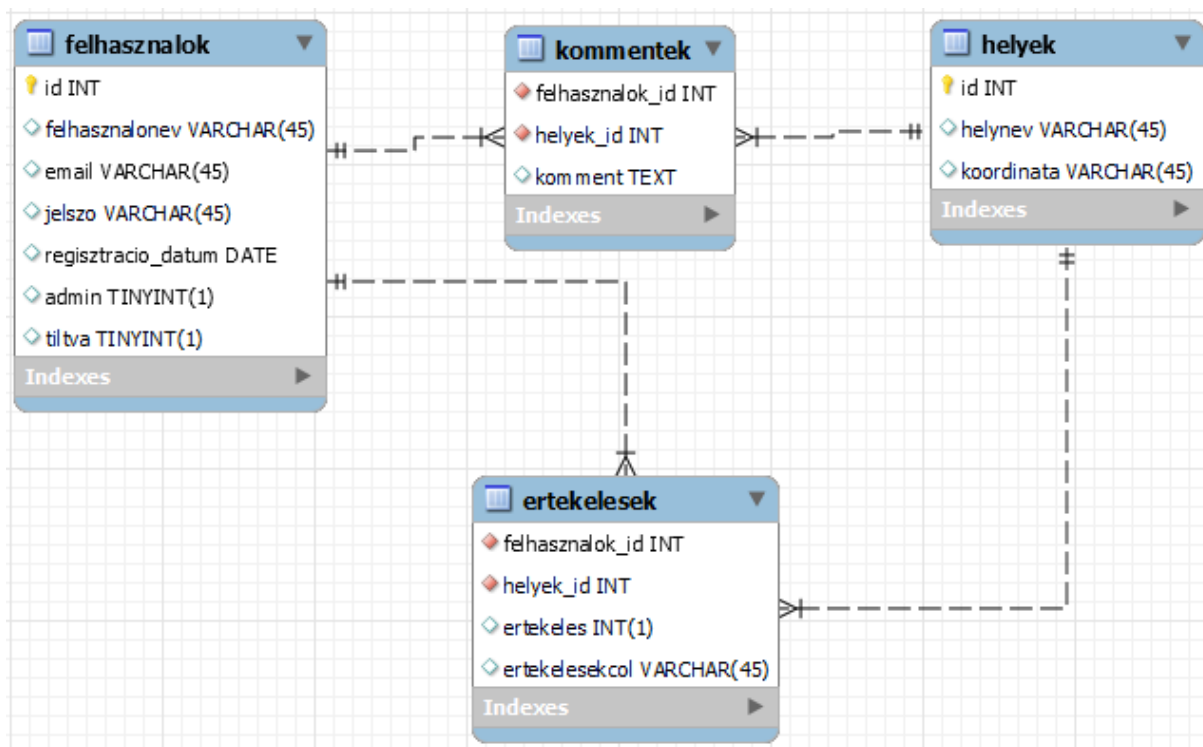 felhasznalok
id INT
felhasznalonev VARCHAR(45)
email VARCHAR(45)
jelszo VARCHAR(45)
regisztracio_datum DATE
admin TINYINT(1)
tiltva TINYINT(1)
Indexes
kommentek
felhasznalok_id INT
helyek_id INT
komment TEXT
Indexes
helyek
id INT
helynev VARCHAR(45)
koordinata VARCHAR(45)
Indexes
ertekelesek
felhasznalok_id INT
helyek_id INT
ertekeles INT(1)
ertekelesekcol VARCHAR(45)
Indexes